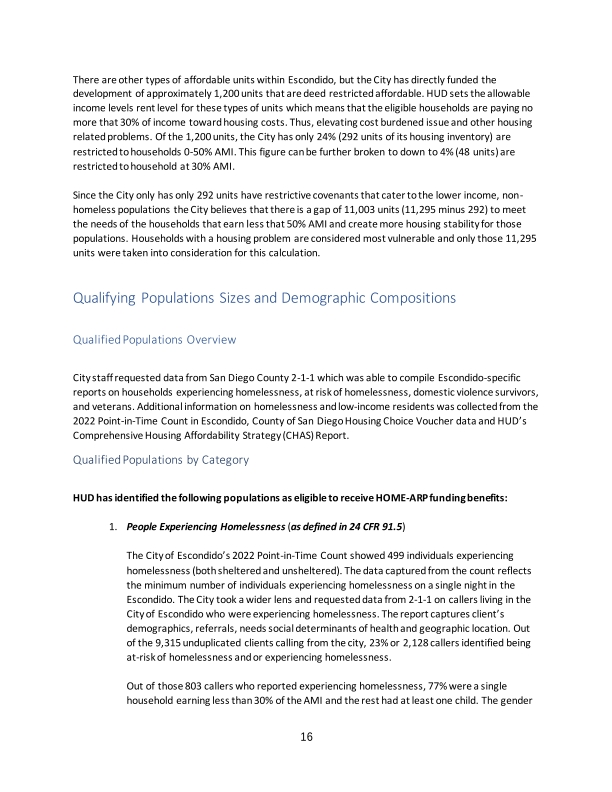 There are other types of affordable units within Escondido, but the City has directly funded the
development of approximately 1,200 units that are deed restricted affordable. HUD sets the allowable
income levels rent level for these types of units which means that the eligible households are paying no
more that 30% of income toward housing costs. Thus, elevating cost burdened issue and other housing
related problems. Of the 1,200 units, the City has only 24% (292 units of its housing inventory) are
restricted to households 0-50% AMI. This figure can be further broken to down to 4% (48 units) are
restricted to household at 30% AMI.
Since the City only has only 292 units have restrictive covenants that cater to the lower income, non-
homeless populations the City believes that there is a gap of 11,003 units (11,295 minus 292) to meet
the needs of the households that earn less that 50% AMI and create more housing stability for those
populations. Households with a housing problem are considered most vulnerable and only those 11,295
units were taken into consideration for this calculation.
Qualifying Populations Sizes and Demographic Compositions
Qualified Populations Overview
City staff requested data from San Diego County 2-1-1 which was able to compile Escondido-specific
reports on households experiencing homelessness, at risk of homelessness, domestic violence survivors,
and veterans. Additional information on homelessness and low-income residents was collected from the
2022 Point-in-Time Count in Escondido, County of San Diego Housing Choice Voucher data and HUD's
Comprehensive Housing Affordability Strategy (CHAS) Report.
Qualified Populations by Category
HUD has identified the following populations as eligible to receive HOME-ARP funding benefits:
1. People Experiencing Homelessness (as defined in 24 CFR 91.5)
The City of Escondido's 2022 Point-in-Time Count showed 499 individuals experiencing
homelessness (both sheltered and unsheltered). The data captured from the count reflects
the minimum number of individuals experiencing homelessness on a single night in the
Escondido. The City took a wider lens and requested data from 2-1-1 on callers living in the
City of Escondido who were experiencing homelessness. The report captures client's
demographics, referrals, needs social determinants of health and geographic location. Out
of the 9,315 unduplicated clients calling from the city, 23% or 2,128 callers identified being
at-risk of homelessness and or experiencing homelessness.
Out of those 803 callers who reported experiencing homelessness, 77% were a single
household earning less than 30% of the AMI and the rest had at least one child. The gender
16